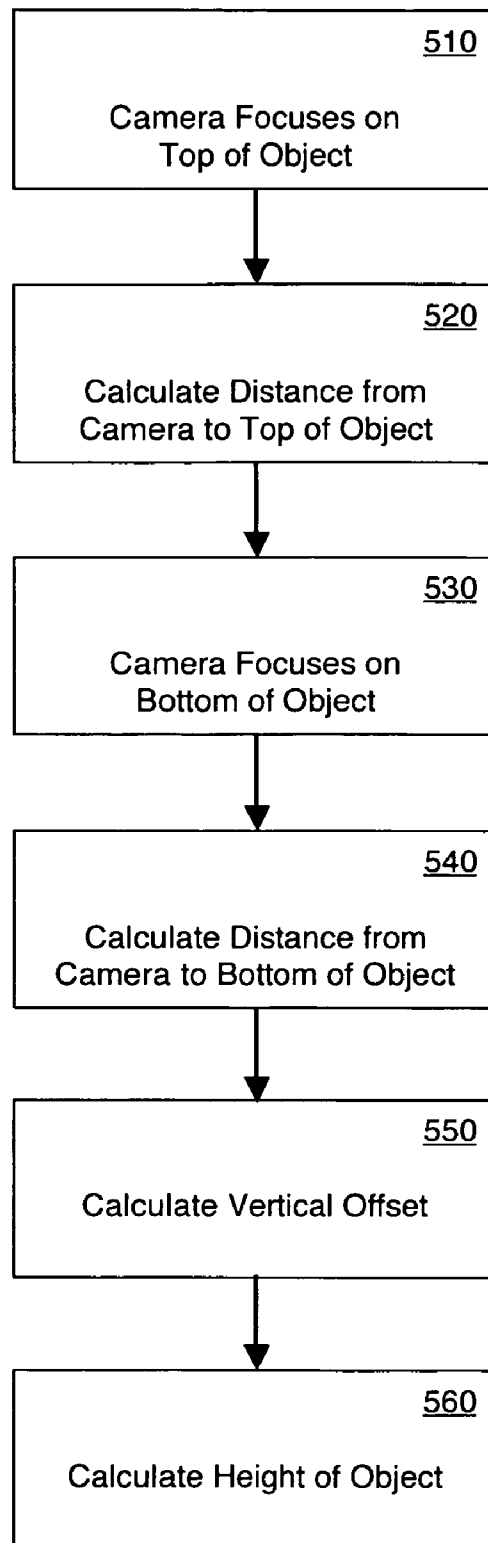 510
Camera Focuses on
Top of Object
520
Calculate Distance from
Camera to Top of Object
530
Camera Focuses on
Bottom of Object
540
Calculate Distance from
Camera to Bottom of Object
550
Calculate Vertical Offset
560
Calculate Height of Object